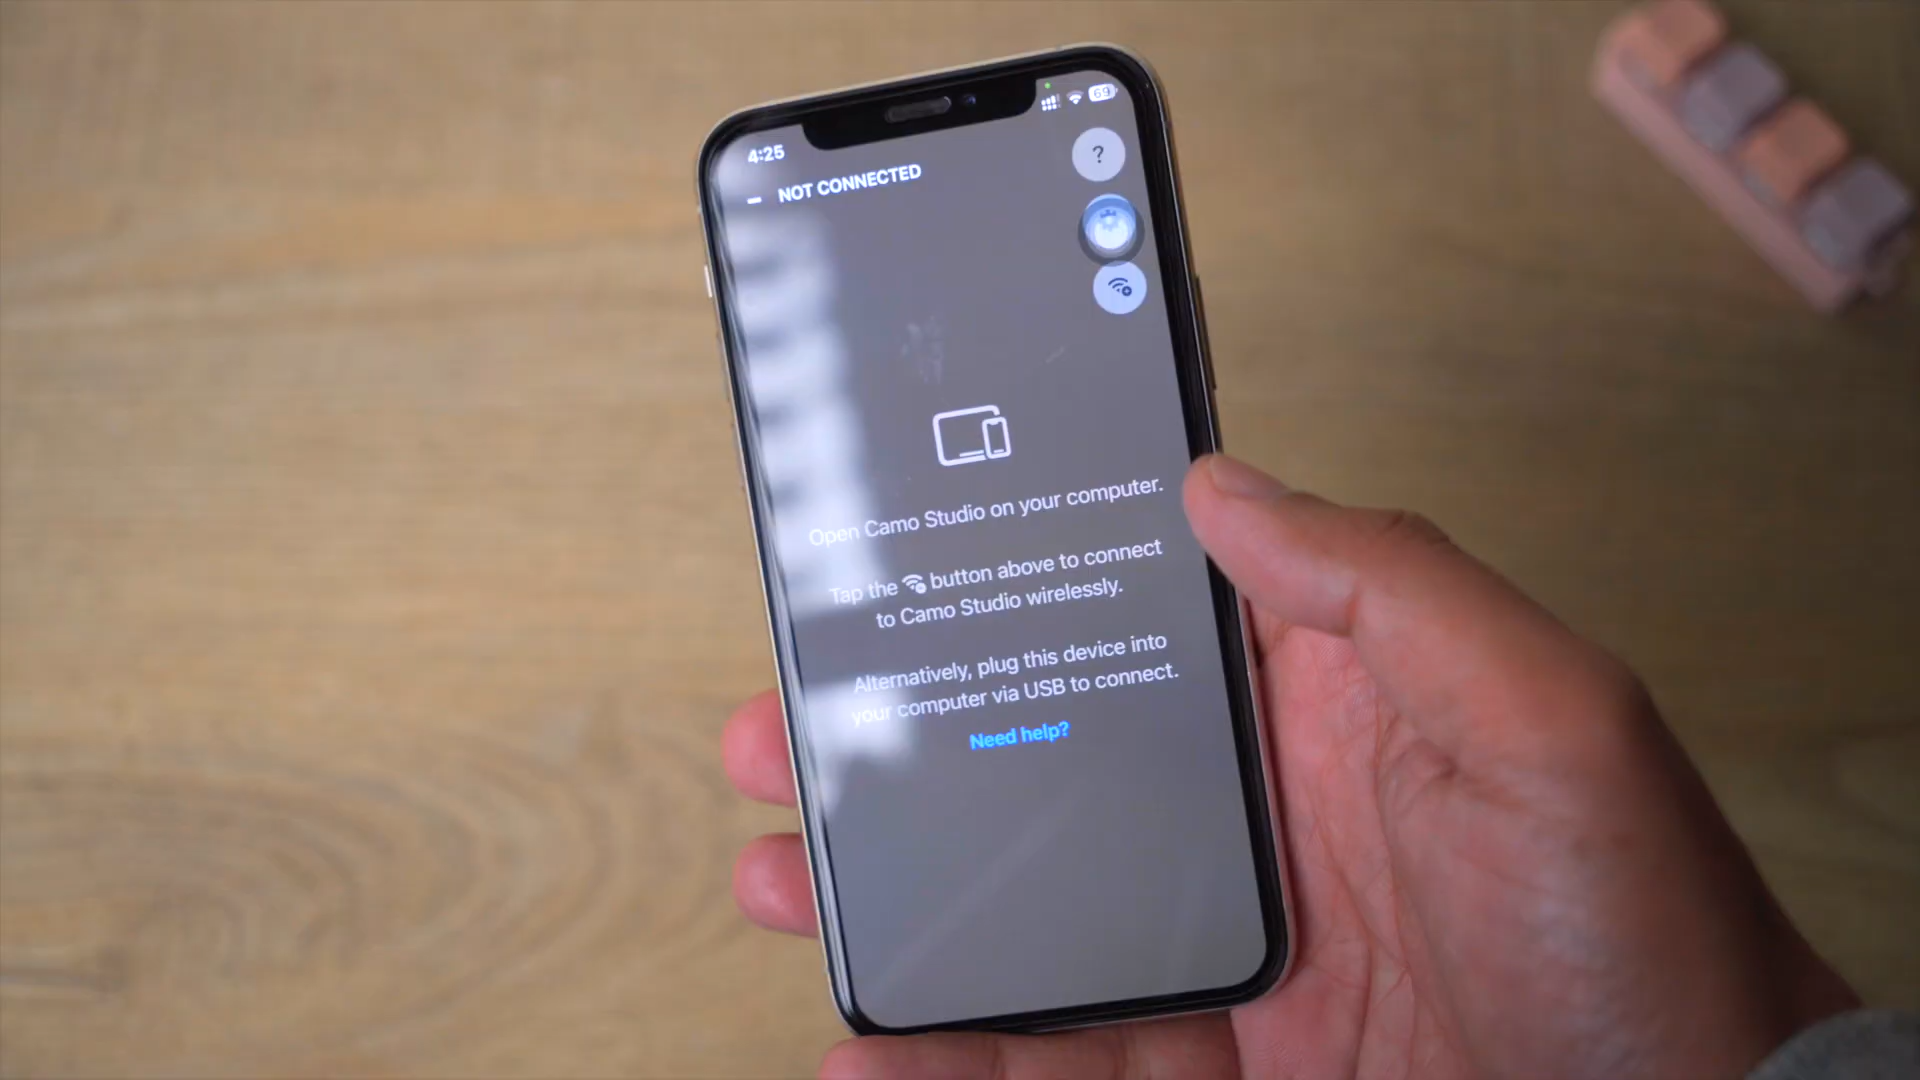 4:25
69
NOT CONNECTED
?
Open Camo Studio on your computer.
Tap the button above to connect
to Camo Studio wirelessly.
Alternatively, plug this device into
your computer via USB to connect.
Need help?